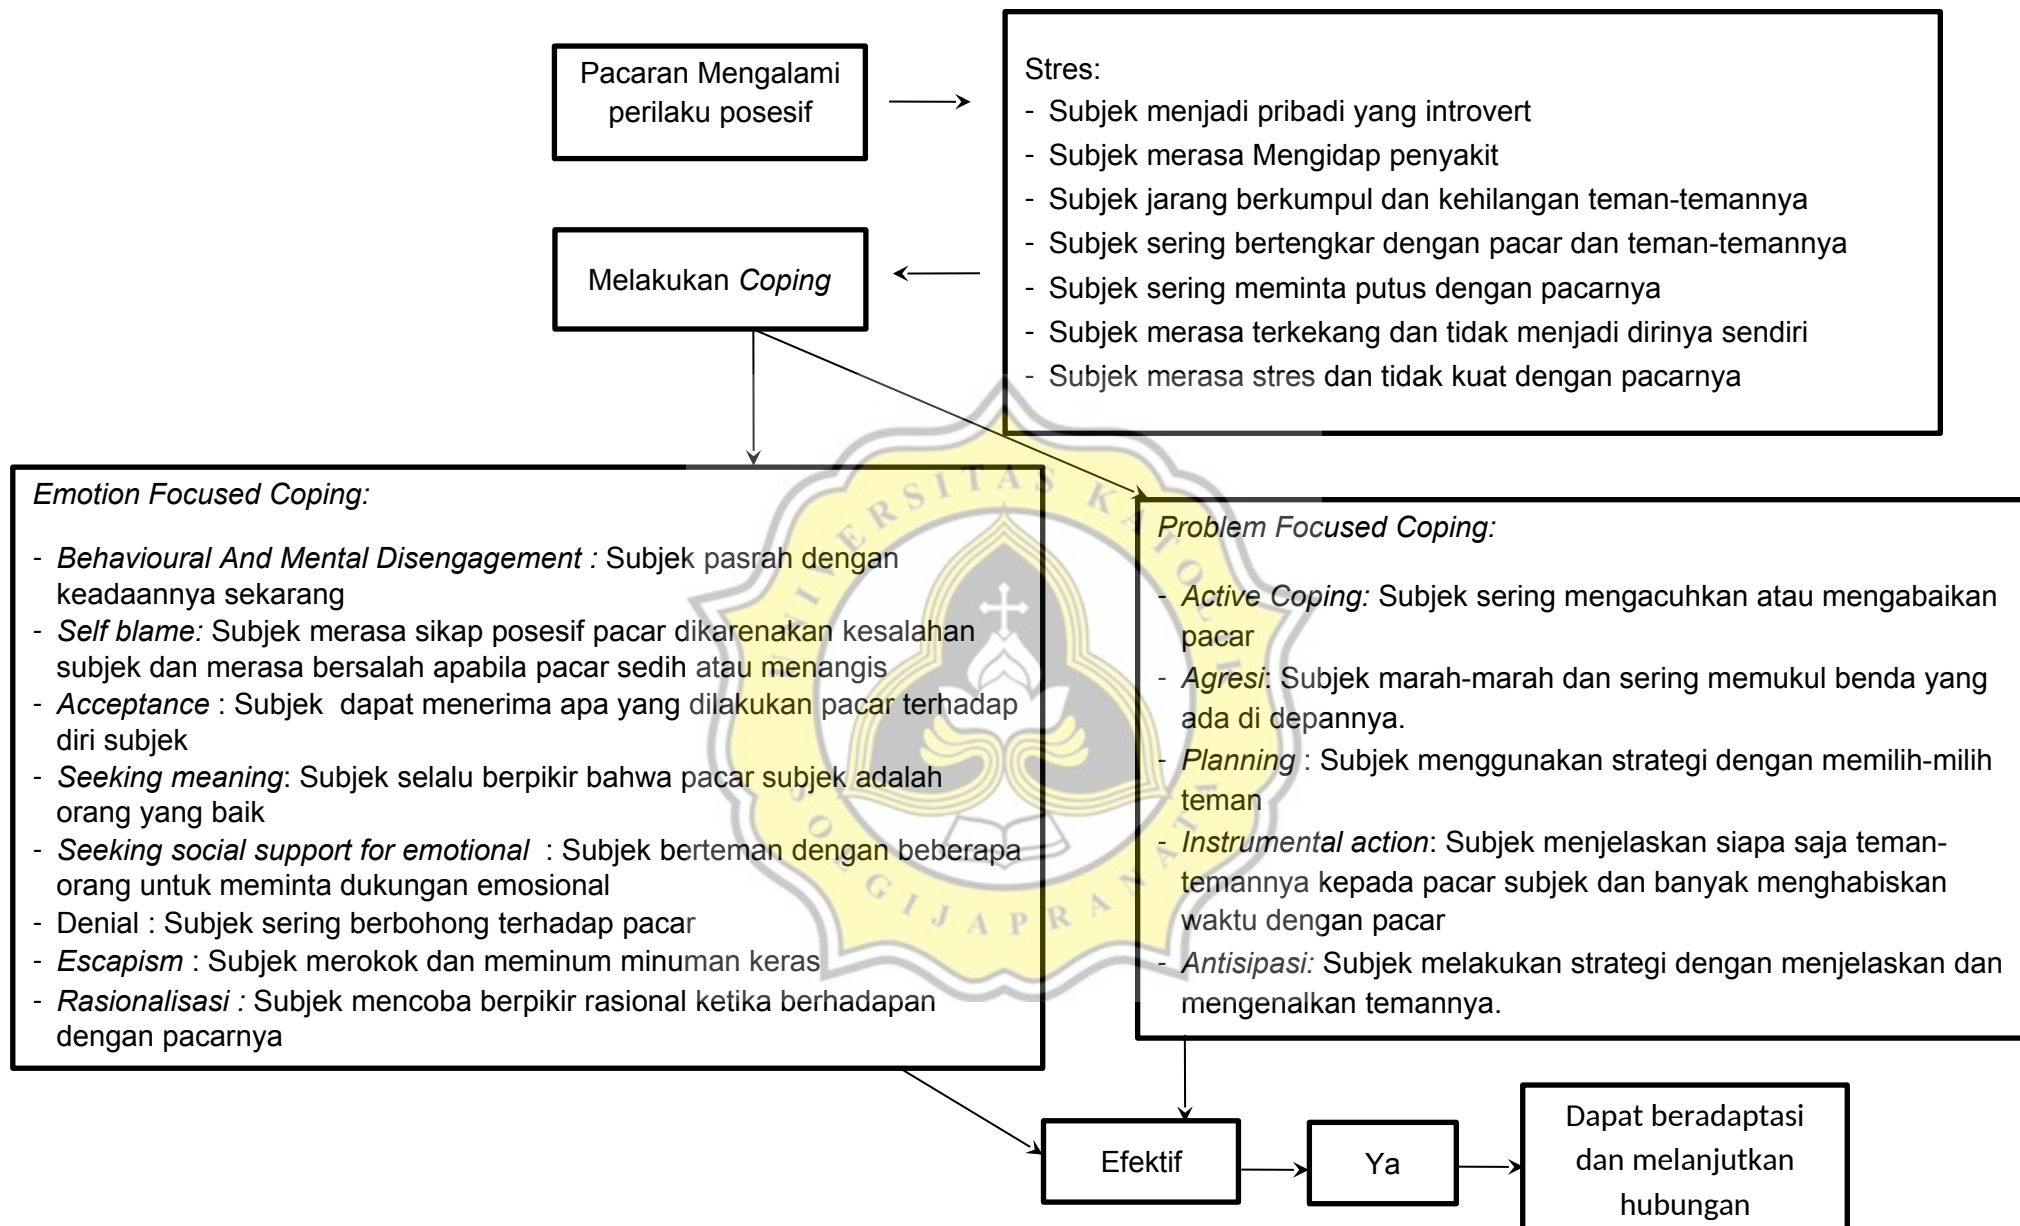 Pacaran Mengalami
perilaku posesif
Stres:
- Subjek menjadi pribadi yang introvert
- Subjek merasa Mengidap penyakit
- Subjek jarang berkumpul dan kehilangan teman-temannya
- Subjek sering bertengkar dengan pacar dan teman-temannya
- Subjek sering meminta putus dengan pacarnya
- Subjek merasa terkekang dan tidak menjadi dirinya sendiri
- Subjek merasa stres dan tidak kuat dengan pacarnya
Melakukan Coping
Emotion Focused Coping:
- Behavioural And Mental Disengagement : Subjek pasrah dengan
keadaannya sekarang
- Self blame: Subjek merasa sikap posesif pacar dikarenakan kesalahan
subjek dan merasa bersalah apabila pacar sedih atau menangis
- Acceptance : Subjek dapat menerima apa yang dilakukan pacar terhadap
diri subjek
- Seeking meaning: Subjek selalu berpikir bahwa pacar subjek adalah
orang yang baik
- Seeking social support for emotional : Subjek berteman dengan beberapa
orang untuk meminta dukungan emosional
- Denial : Subjek sering berbohong terhadap pacar
- Escapism : Subjek merokok dan meminum minuman keras
- Rasionalisasi : Subjek mencoba berpikir rasional ketika berhadapan
dengan pacarnya
Problem Focused Coping:
- Active Coping: Subjek sering mengacuhkan atau mengabaikan
pacar
- Agresi: Subjek marah-marah dan sering memukul benda yang
ada di depannya.
- Planning : Subjek menggunakan strategi dengan memilih-milih
teman
- Instrumental action: Subjek menjelaskan siapa saja teman-
temannya kepada pacar subjek dan banyak menghabiskan
waktu dengan pacar
- Antisipasi: Subjek melakukan strategi dengan menjelaskan dan
mengenalkan temannya.
UNIVERSITAS KATOLIK
SOEGIJAPRANATA
Efektif
Ya
Dapat beradaptasi
dan melanjutkan
hubungan